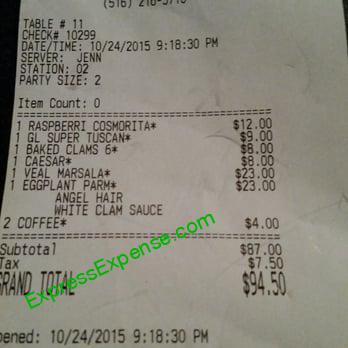 (516) 218-5715
TABLE # 11
CHECK# 10299
DATE/TIME: 10/24/2015 9:18:30 PM
SERVER: JENN
STATION: 02
PARTY SIZE: 2
Item Count: 0
1 RASPBERRI COSMORITA* $12.00
1 GL SUPER TUSCAN* $9.00
1 BAKED CLAMS 6* $8.00
1 CAESAR* $8.00
1 VEAL MARSALA* $23.00
1 EGGPLANT PARM* $23.00
ANGEL HAIR
WHITE CLAM SAUCE
2 COFFEE* $4.00
Subtotal $87.00
Tax $7.50
GRAND TOTAL $94.50
pened: 10/24/2015 9:18:30 PM
ExpressExpense.com